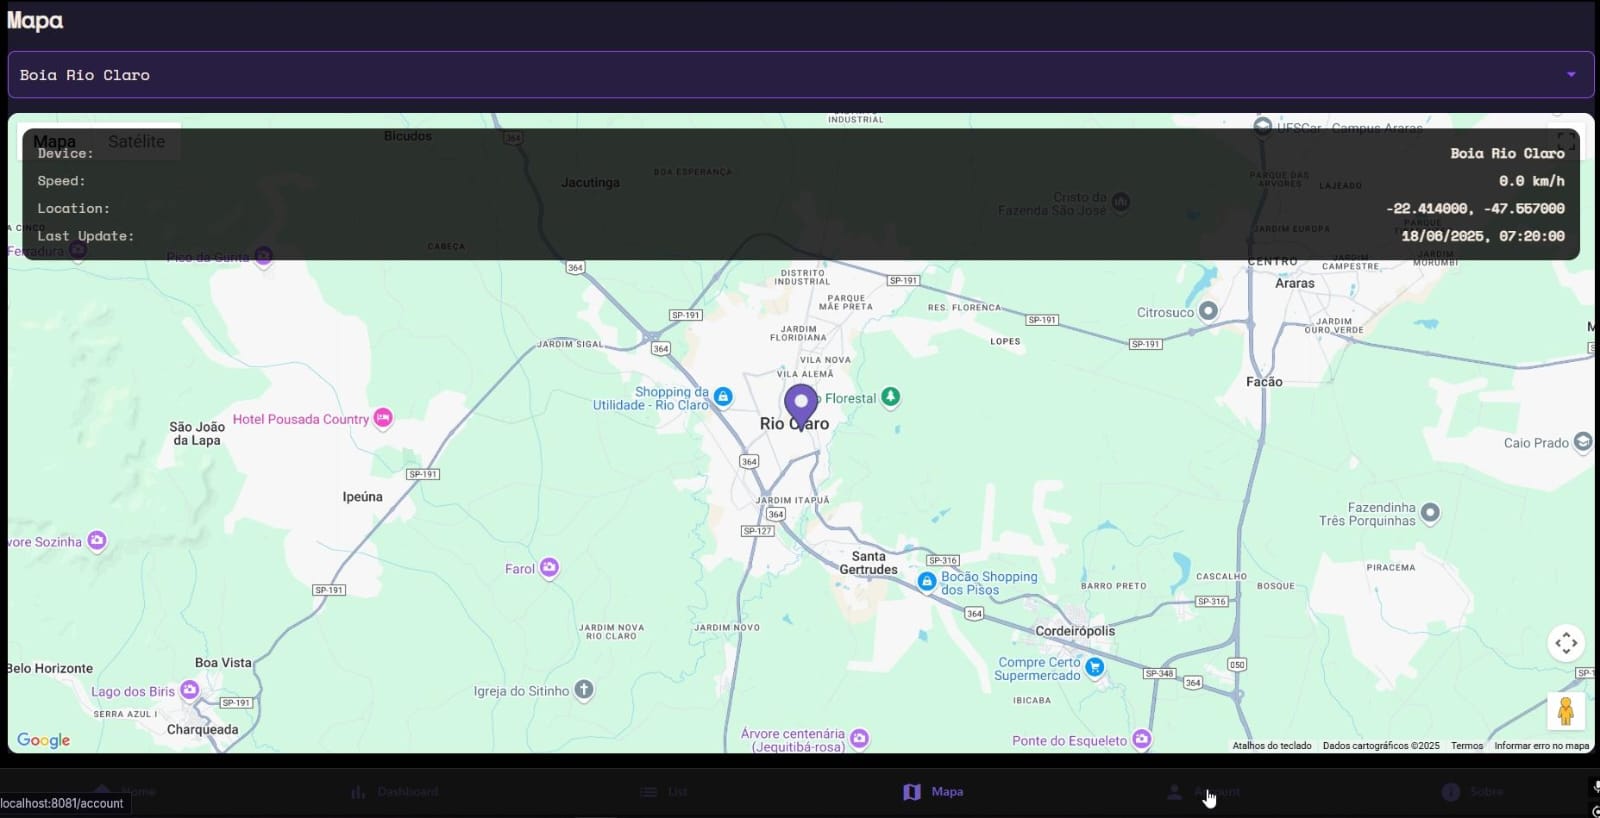 Mapa
Boia Rio Claro
Mapa
Satélite
Bicudos
364
INDUSTRIAL
UFSCar - Campus Araras
Device:
Boia Rio Claro
BOA ESPERANÇA
Jacutinga
PARQUE DAS
ÁRVORES
LAJEADO
Speed:
0.0 km/h
Cristo da
Fazenda São José
Location:
-22.414000, -47.557000
JARDIM EUROPA
Last Update:
18/06/2025, 07:20:00
Ferradura
CABEÇA
CENTRO
JARDIM
CAMPESTRE
JARDIM
MORUMBI
364
DISTRITO
INDUSTRIAL
SP-191
Araras
PARQUE
MÃE PRETA
RES. FLORENÇA
Citrosuco
SP-191
SP-191
JARDIM
OURO VERDE
JARDIM
FLORIDIANA
JARDIM SIGAL
364
LOPES
SP-191
VILA NOVA
VILA ALEMÃ
Facão
Shopping da
Utilidade - Rio Claro
Florestal
Hotel Pousada Country
São João
da Lapa
Rio Claro
Caio Prado
364
SP-191
Ipeúna
JARDIM ITAPUÃ
364
Fazendinha
Três Porquinhas
SP-127
vore Sozinha
Santa
Gertrudes
SP-316
Farol
Bocão Shopping
dos Pisos
BARRO PRETO
CASCALHO
BOSQUE
PIRACEMA
SP-191
SP-316
364
JARDIM NOVA
RIO CLARO
JARDIM NOVO
Cordeirópolis
Belo Horizonte
Boa Vista
Compre Certo
Supermercado
050
SP-348
364
Lago dos Biris
SP-191
Igreja do Sitinho
IBICABA
SERRA AZUL I
Charqueada
Árvore centenária
(Jequitibá-rosa)
Ponte do Esqueleto
Google
Atalhos do teclado
Dados cartográficos ©2025
Termos
Informar erro no mapa
Home
Dashboard
List
Mapa
Account
Sobre
localhost:8081/account